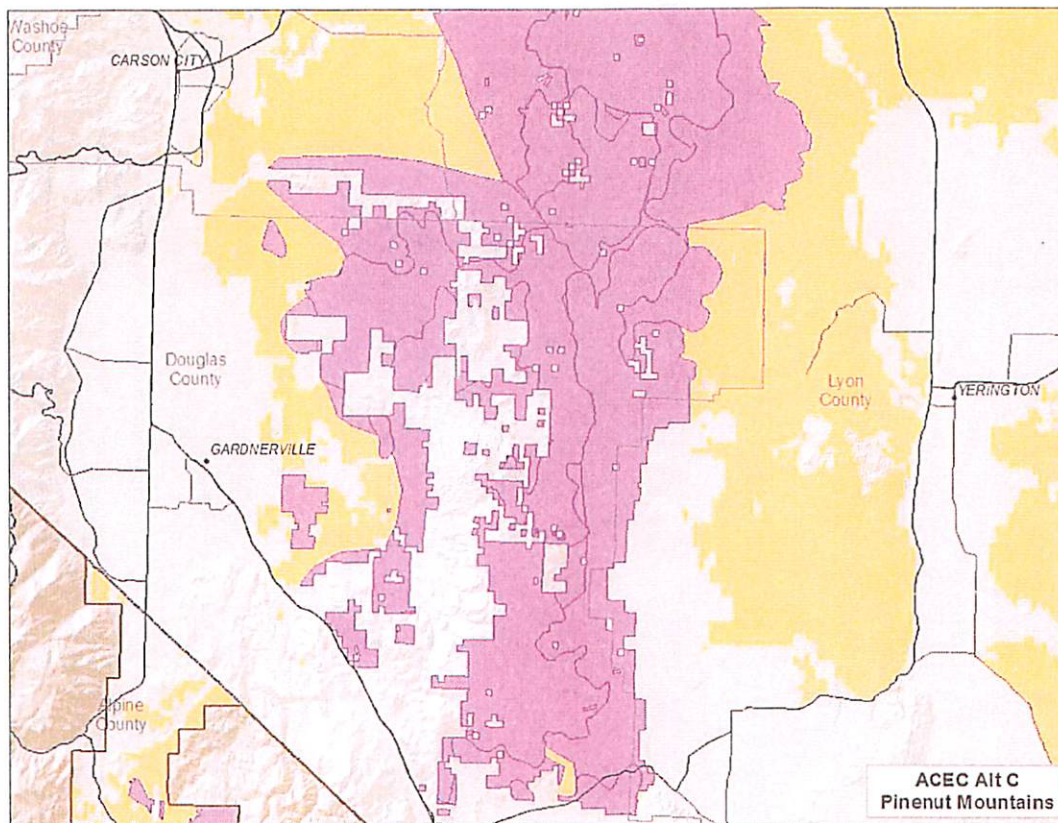 Washoe
County
CARSON CITY
Douglas
County
Lyon
County
YERINGTON
GARDNERVILLE
Alpine
County
ACEC Alt C
Pinenut Mountains